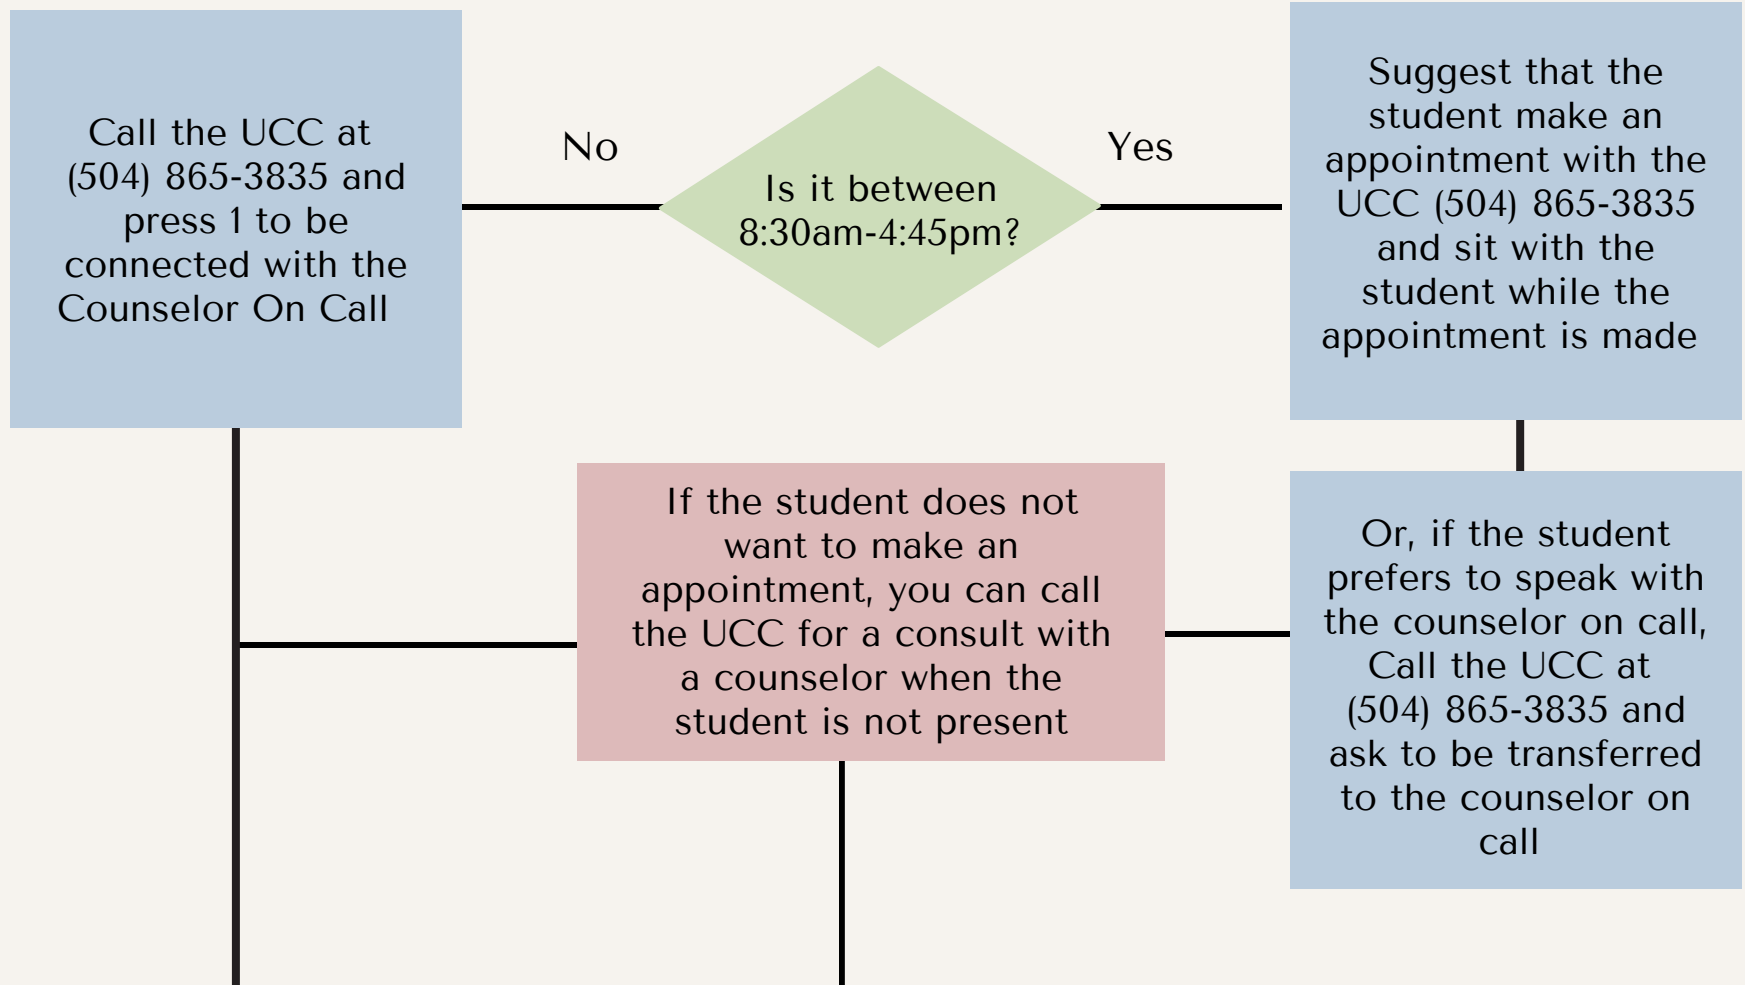 Call the UCC at
(504) 865-3835 and
press 1 to be
connected with the
Counselor On Call
No
Is it between
8:30am-4:45pm?
Yes
Suggest that the
student make an
appointment with the
UCC (504) 865-3835
and sit with the
student while the
appointment is made
If the student does not
want to make an
appointment, you can call
the UCC for a consult with
a counselor when the
student is not present
Or, if the student
prefers to speak with
the counselor on call,
Call the UCC at
(504) 865-3835 and
ask to be transferred
to the counselor on
call